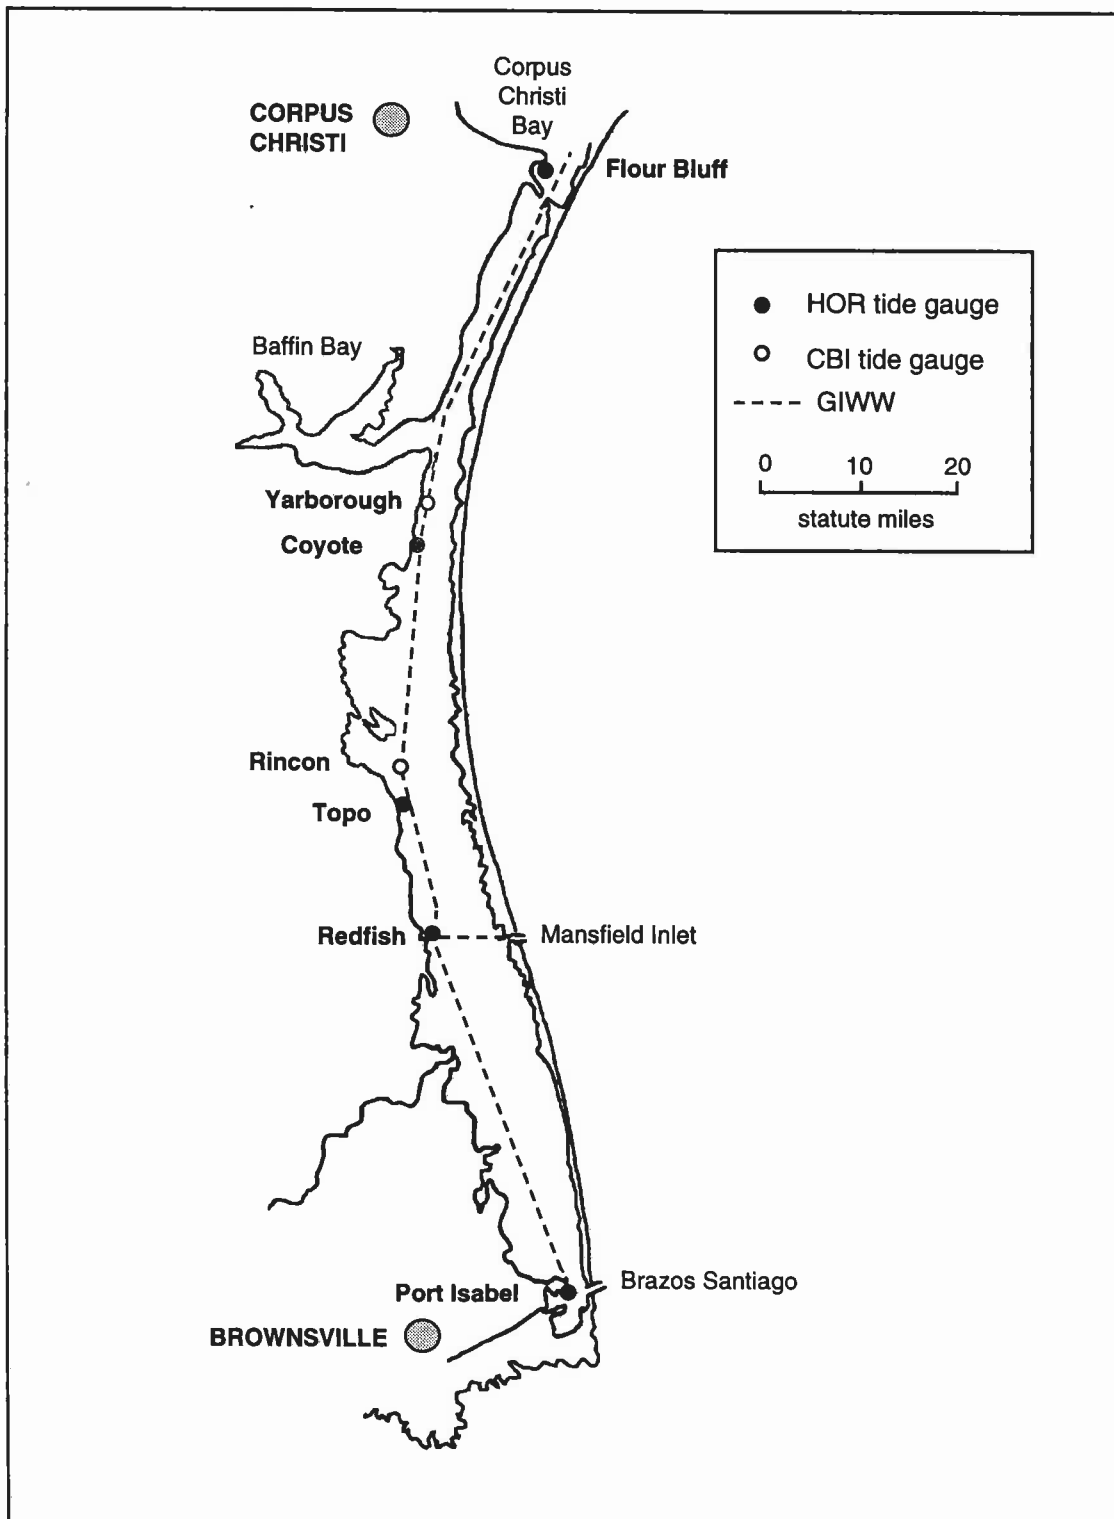 Corpus
Christi
Bay
CORPUS
CHRISTI
Flour Bluff
HOR tide gauge
CBI tide gauge
GIWW
0 10 20
statute miles
Baffin Bay
Yarborough
Coyote
Rincon
Topo
Redfish
Mansfield Inlet
Port Isabel
Brazos Santiago
BROWNSVILLE